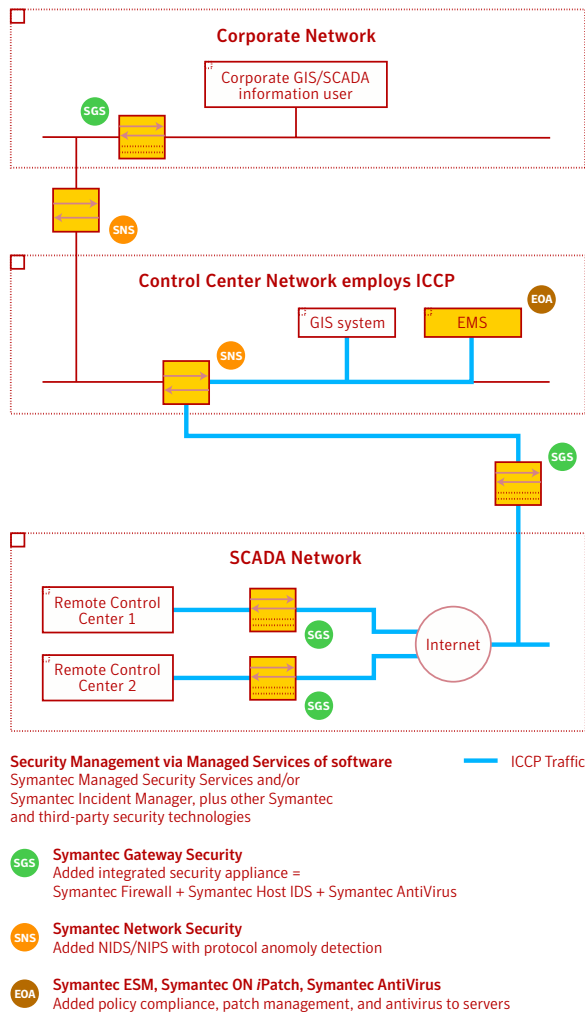 Corporate Network
Corporate GIS/SCADA
information user
SGS
SNS
Control Center Network employs ICCP
EOA
GIS system
EMS
SNS
SGS
SCADA Network
Remote Control
Center 1
SGS
Internet
Remote Control
Center 2
SGS
Security Management via Managed Services of software
Symantec Managed Security Services and/or
Symantec Incident Manager, plus other Symantec
and third-party security technologies
ICCP Traffic
SGS
Symantec Gateway Security
Added integrated security appliance =
Symantec Firewall + Symantec Host IDS + Symantec AntiVirus
SNS
Symantec Network Security
Added NIDS/NIPS with protocol anomoly detection
EOA
Symantec ESM, Symantec ON iPatch, Symantec AntiVirus
Added policy compliance, patch management, and antivirus to servers